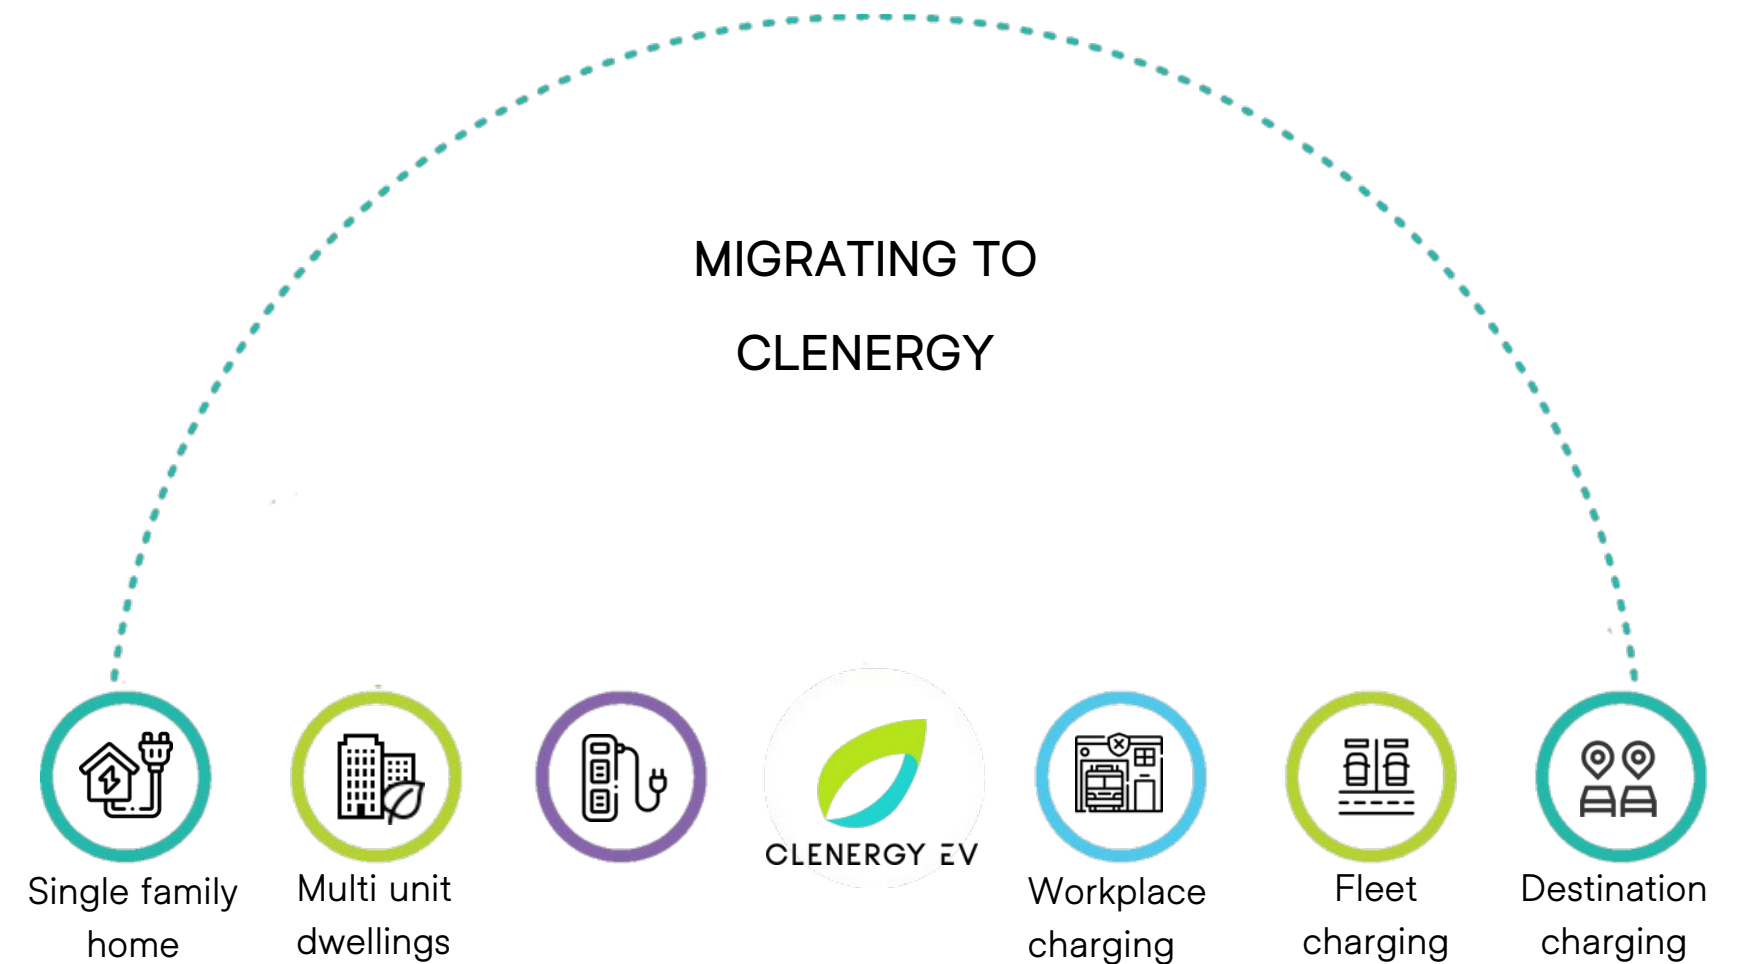 MIGRATING TO
CLENERGY
CLENERGY EV
Single family
home
Multi unit
dwellings
Workplace
charging
Fleet
charging
Destination
charging